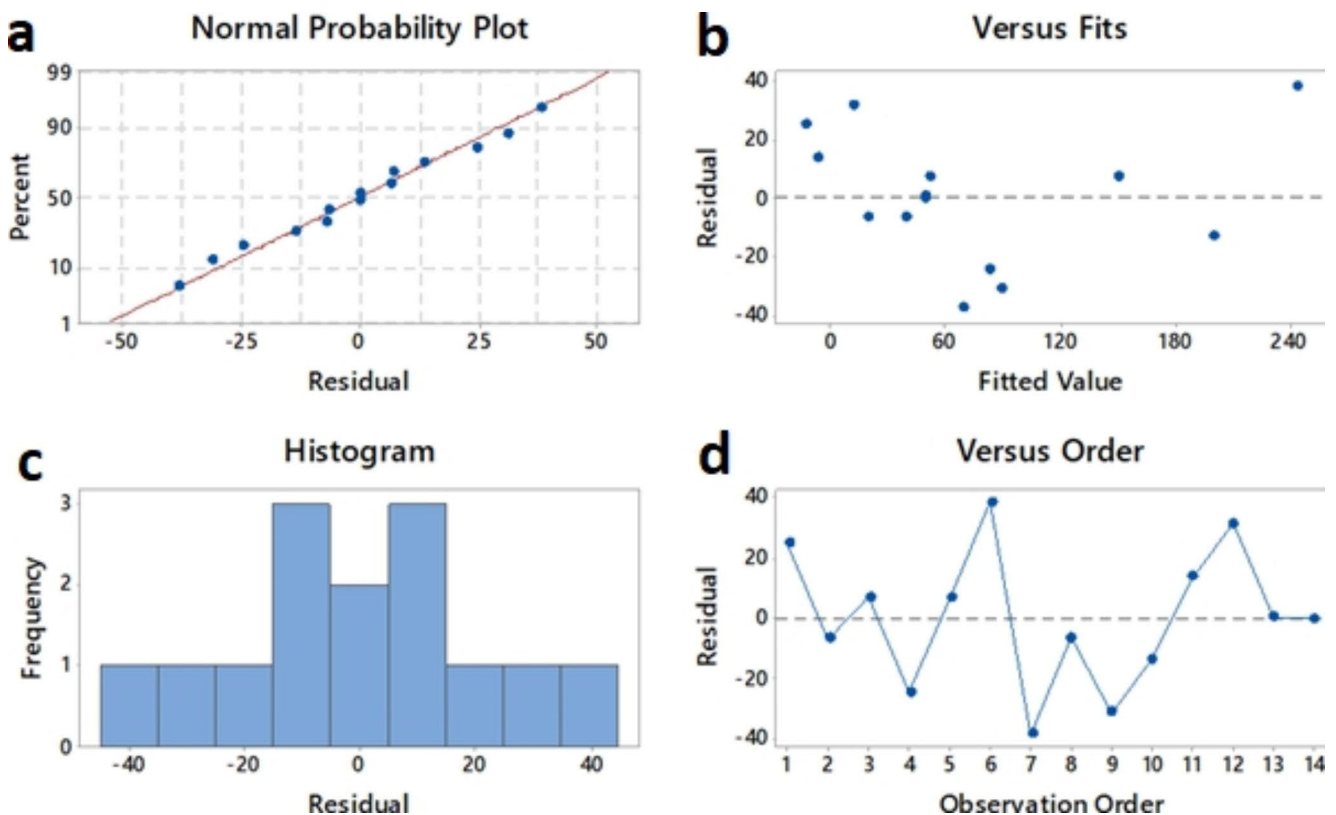 a
Normal Probability Plot
99
90
50
10
1
Percent
-50 -25 0 25 50
Residual
b
Versus Fits
40
20
0
-20
-40
Residual
0 60 120 180 240
Fitted Value
c
Histogram
3
2
1
0
Frequency
-40 -20 0 20 40
Residual
d
Versus Order
40
20
0
-20
-40
Residual
1 2 3 4 5 6 7 8 9 10 11 12 13 14
Observation Order